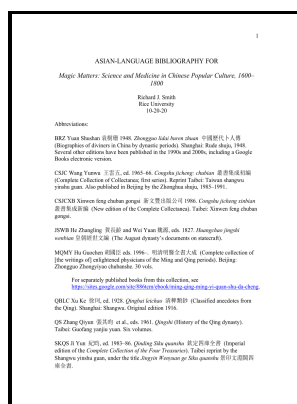 1
ASIAN-LANGUAGE BIBLIOGRAPHY FOR
Magic Matters: Science and Medicine in Chinese Popular Culture, 1600–
1800
Richard J. Smith
Rice University
10-20-20
Abbreviations:
BRZ Yuan Shushan 袁樹珊 1948. Zhongguo lidai buren zhuan 中國歷代卜人傳
(Biographies of diviners in China by dynastic periods). Shanghai: Rude shuju, 1948.
Several other editions have been published in the 1990s and 2000s, including a Google
Books electronic version.
CSJC Wang Yunwu 王雲五, ed. 1965–66. Congshu jicheng chubian 叢書集成初編
(Complete Collection of Collectanea; first series). Reprint Taibei: Taiwan shangwu
yinshu guan. Also published in Beijing by the Zhonghua shuju, 1985–1991.
CSJCXB Xinwen feng chuban gongsi 新文豐出版公司 1986. Congshu jicheng xinbian
叢書集成新編 (New edition of the Complete Collectanea). Taibei: Xinwen feng chuban
gongsi.
JSWB He Zhangling 賀長齡 and Wei Yuan 魏源, eds. 1827. Huangchao jingshi
wenbian 皇朝經世文編 (The August dynasty's documents on statecraft).
MQMY Hu Guochen 胡國臣 eds. 1996–. 明清明醫全書大成 (Complete collection of
[the writings of] enlightened physicians of the Ming and Qing periods). Beijing:
Zhongguo Zhongyiyao chubanshe. 30 vols.
For separately published books from this collection, see
https://sites.google.com/site/880tcm/ebook/ming-qing-ming-yi-quan-shu-da-cheng.
QBLC Xu Ke 徐珂, ed. 1928. Qingbai leichao 清稗類鈔 (Classified anecdotes from
the Qing). Shanghai: Shangwu. Original edition 1916.
QS Zhang Qiyun 張其昀 et al., eds. 1961. Qingshi (History of the Qing dynasty).
Taibei: Guofang yanjiu yuan. Six volumes.
SKQS Ji Yun 紀昀, ed. 1983–86. Qinding Siku quanshu 欽定四庫全書 (Imperial
edition of the Complete Collection of the Four Treasuries). Taibei reprint by the
Shangwu yinshu guan, under the title Jingyin Wenyuan ge Siku quanshu 景印文淵閣四
庫全書.